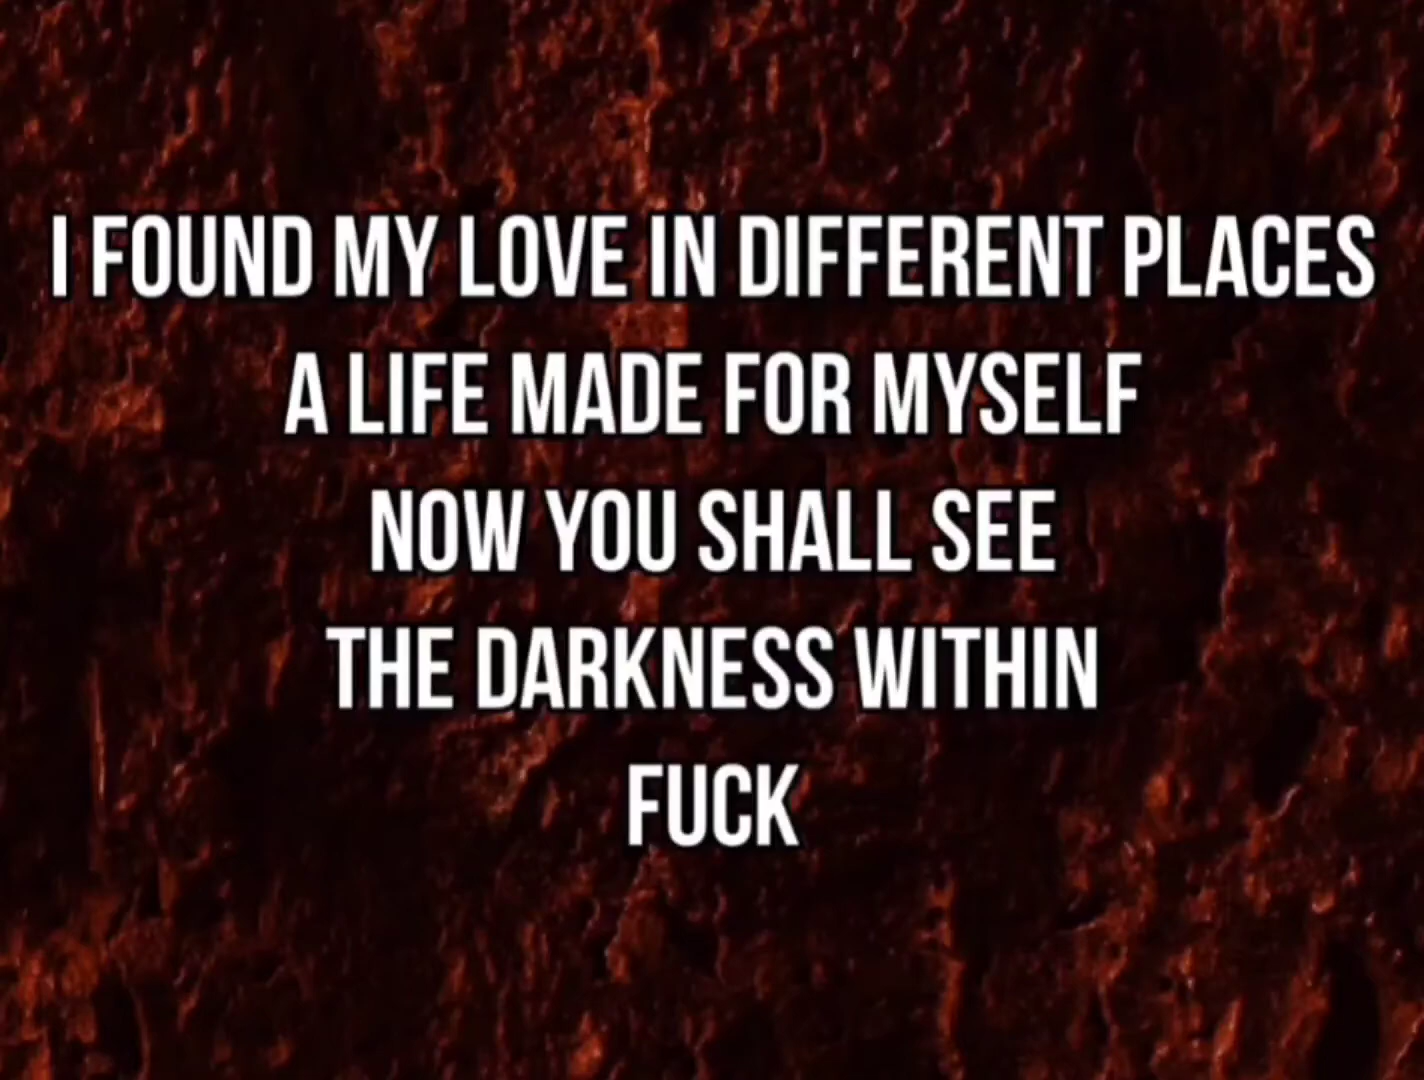 I FOUND MY LOVE IN DIFFERENT PLACES
A LIFE MADE FOR MYSELF
NOW YOU SHALL SEE
THE DARKNESS WITHIN
FUCK